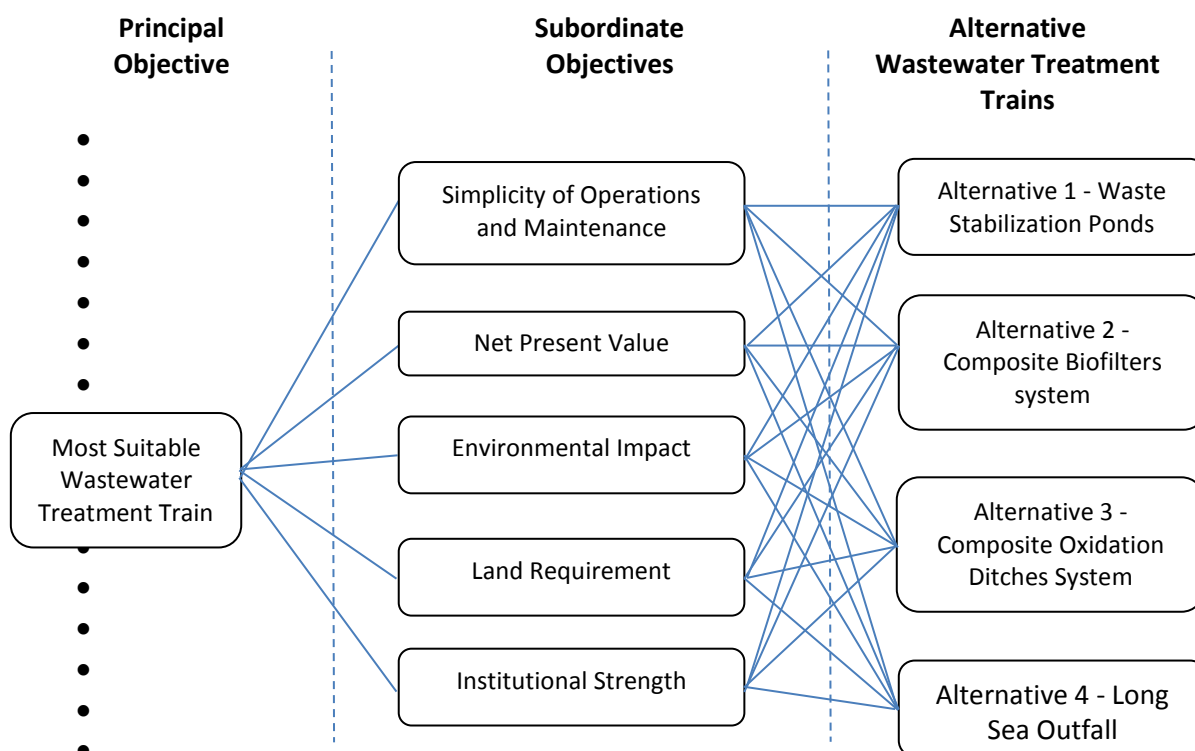 Principal
Objective
Subordinate
Objectives
Alternative
Wastewater Treatment
Trains
Most Suitable
Wastewater
Treatment Train
Simplicity of Operations
and Maintenance
Net Present Value
Environmental Impact
Land Requirement
Institutional Strength
Alternative 1 - Waste
Stabilization Ponds
Alternative 2 -
Composite Biofilters
system
Alternative 3 -
Composite Oxidation
Ditches System
Alternative 4 - Long
Sea Outfall